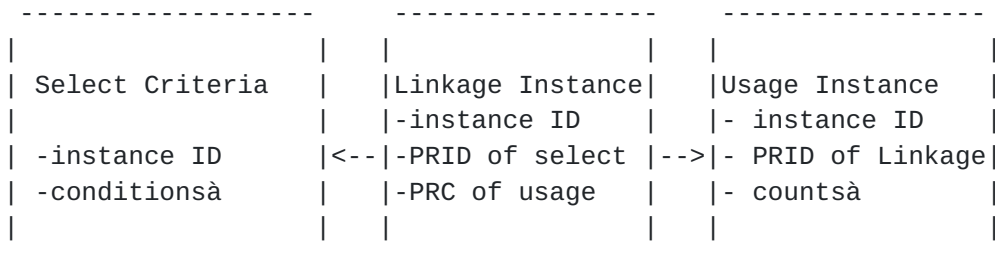 Select Criteria Linkage Instance Usage Instance
-instance ID - instance ID
-instance ID <-- -PRID of select --> - PRID of Linkage
-conditionsà -PRC of usage - countsà